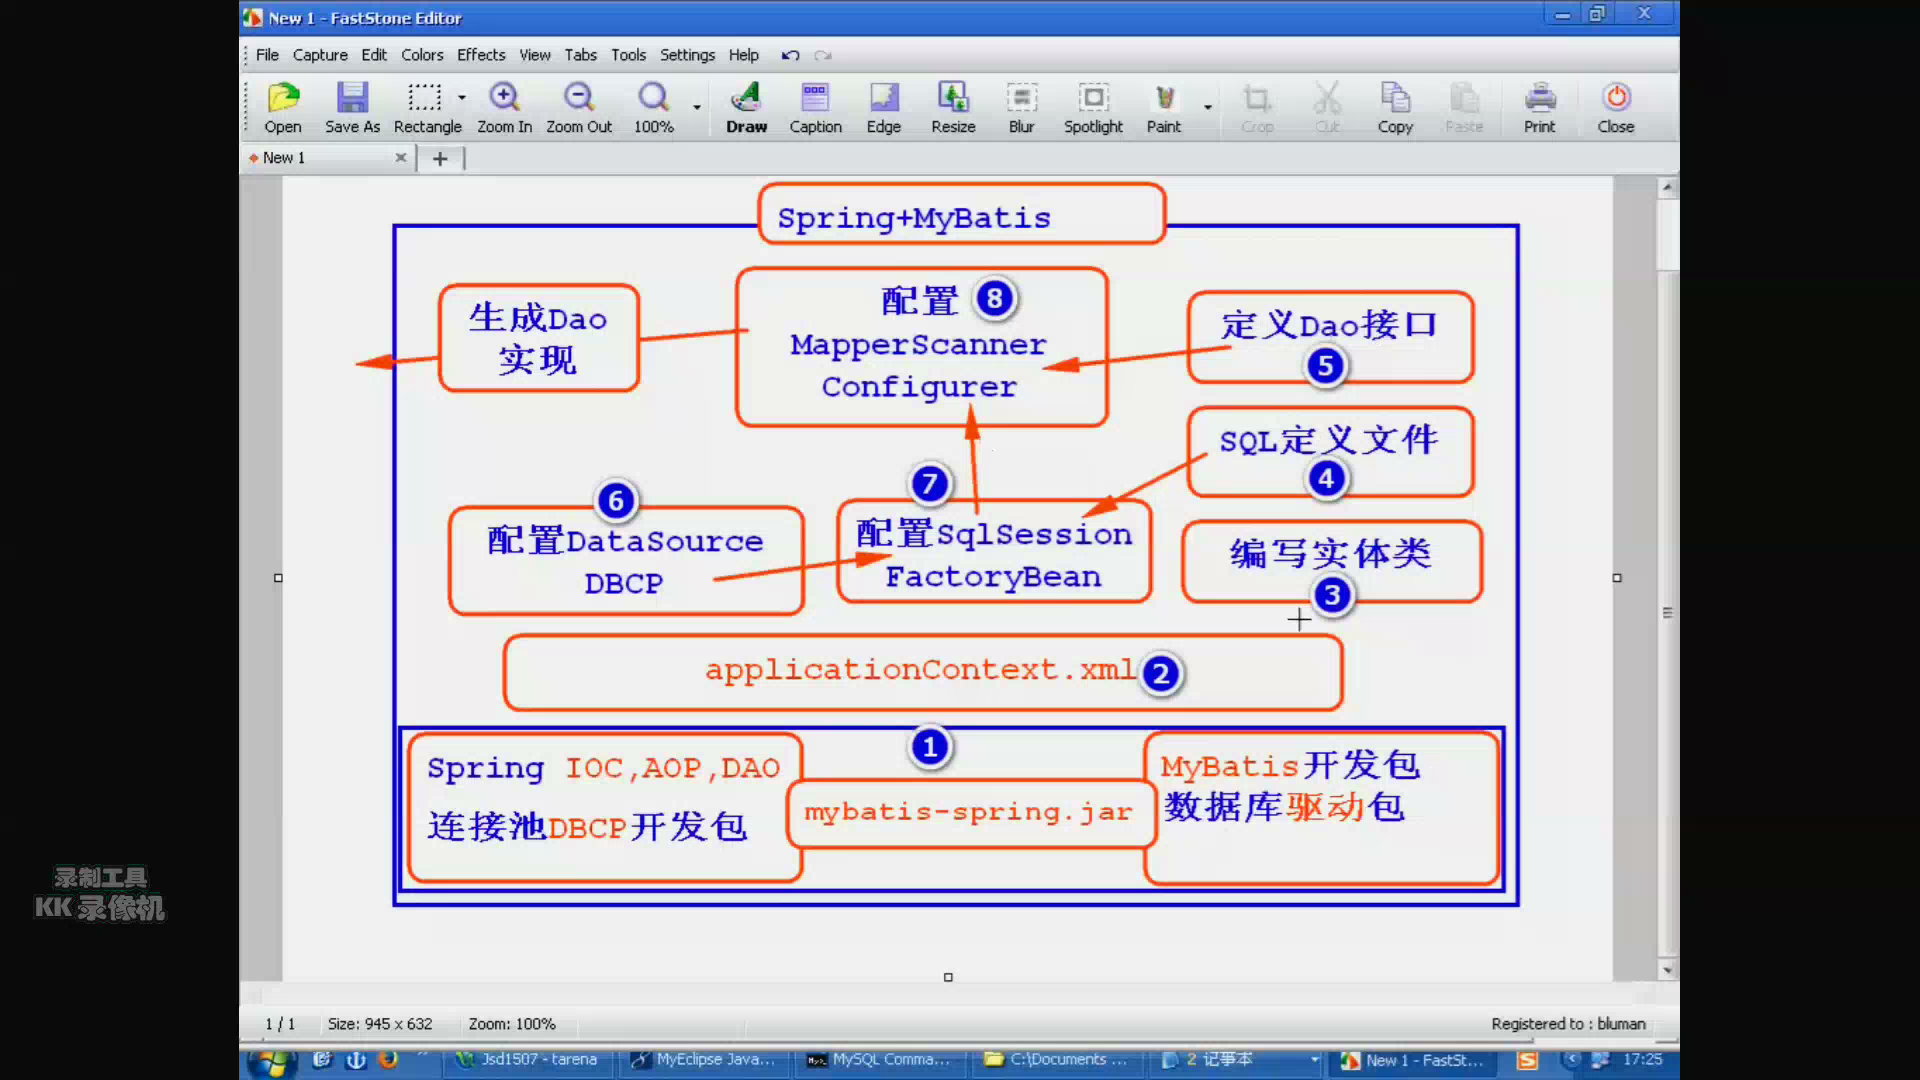 New 1 - FastStone Editor
File Capture Edit Colors Effects View Tabs Tools Settings Help
Open Save As Rectangle Zoom In Zoom Out 100% Draw Caption Edge Resize Blur Spotlight Paint Crop Cut Copy Paste Print Close
New 1
Spring+MyBatis
生成Dao
实现
配置 8
MapperScanner
Configurer
定义Dao接口
5
SQL定义文件
4
6
配置DataSource
DBCP
7
配置SqlSession
FactoryBean
编写实体类
3
applicationContext.xml 2
1
Spring IOC,AOP,DAO
连接池DBCP开发包
mybatis-spring.jar
MyBatis开发包
数据库驱动包
录制工具
KK 录像机
1 / 1 Size: 945 x 632 Zoom: 100% Registered to : bluman
Jsd1507 - tarena MyEclipse Java... MySQL Comma... C:\Documents ... 2 记事本 New 1 - FastSt... 17:25